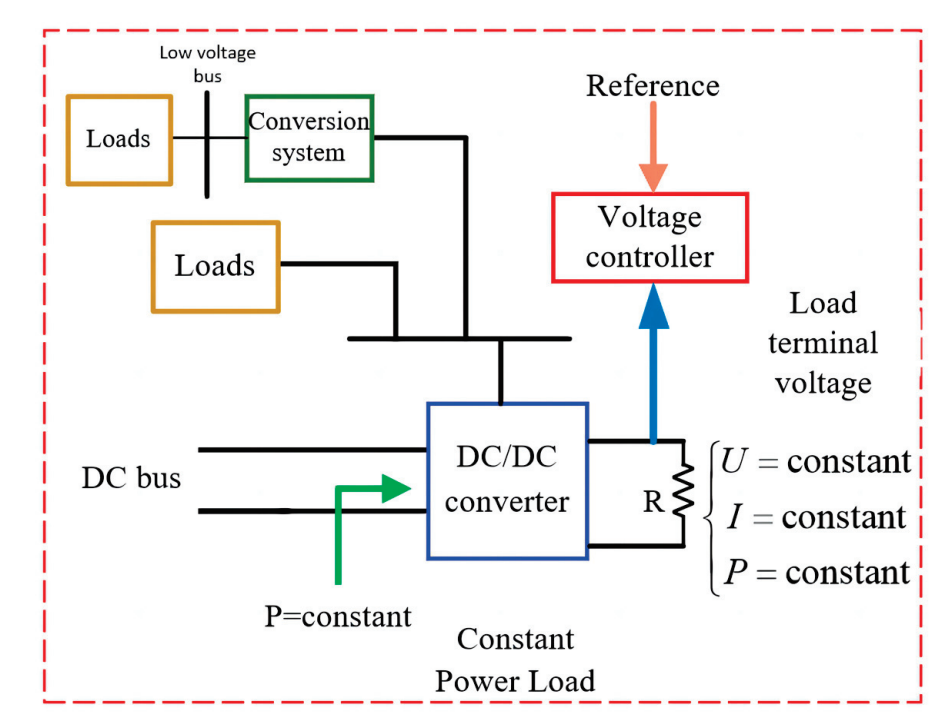 Low voltage
bus
Loads
Conversion
system
Reference
Voltage
controller
Loads
Load
terminal
voltage
DC bus
DC/DC
converter
R
U = constant
I = constant
P = constant
P=constant
Constant
Power Load